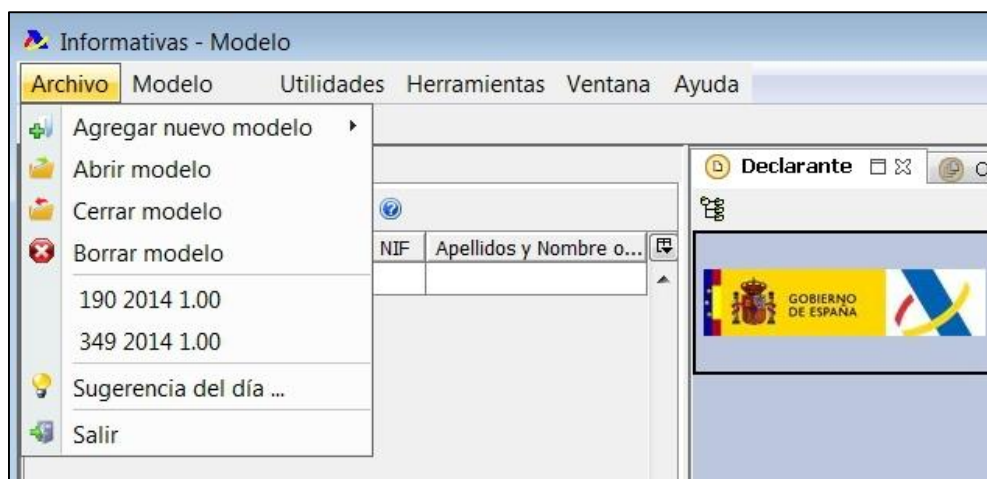 Informativas - Modelo
Archivo Modelo Utilidades Herramientas Ventana Ayuda
Agregar nuevo modelo
Abrir modelo
Cerrar modelo
Borrar modelo
190 2014 1.00
349 2014 1.00
Sugerencia del día ...
Salir
NIF Apellidos y Nombre o...
Declarante
GOBIERNO
DE ESPAÑA